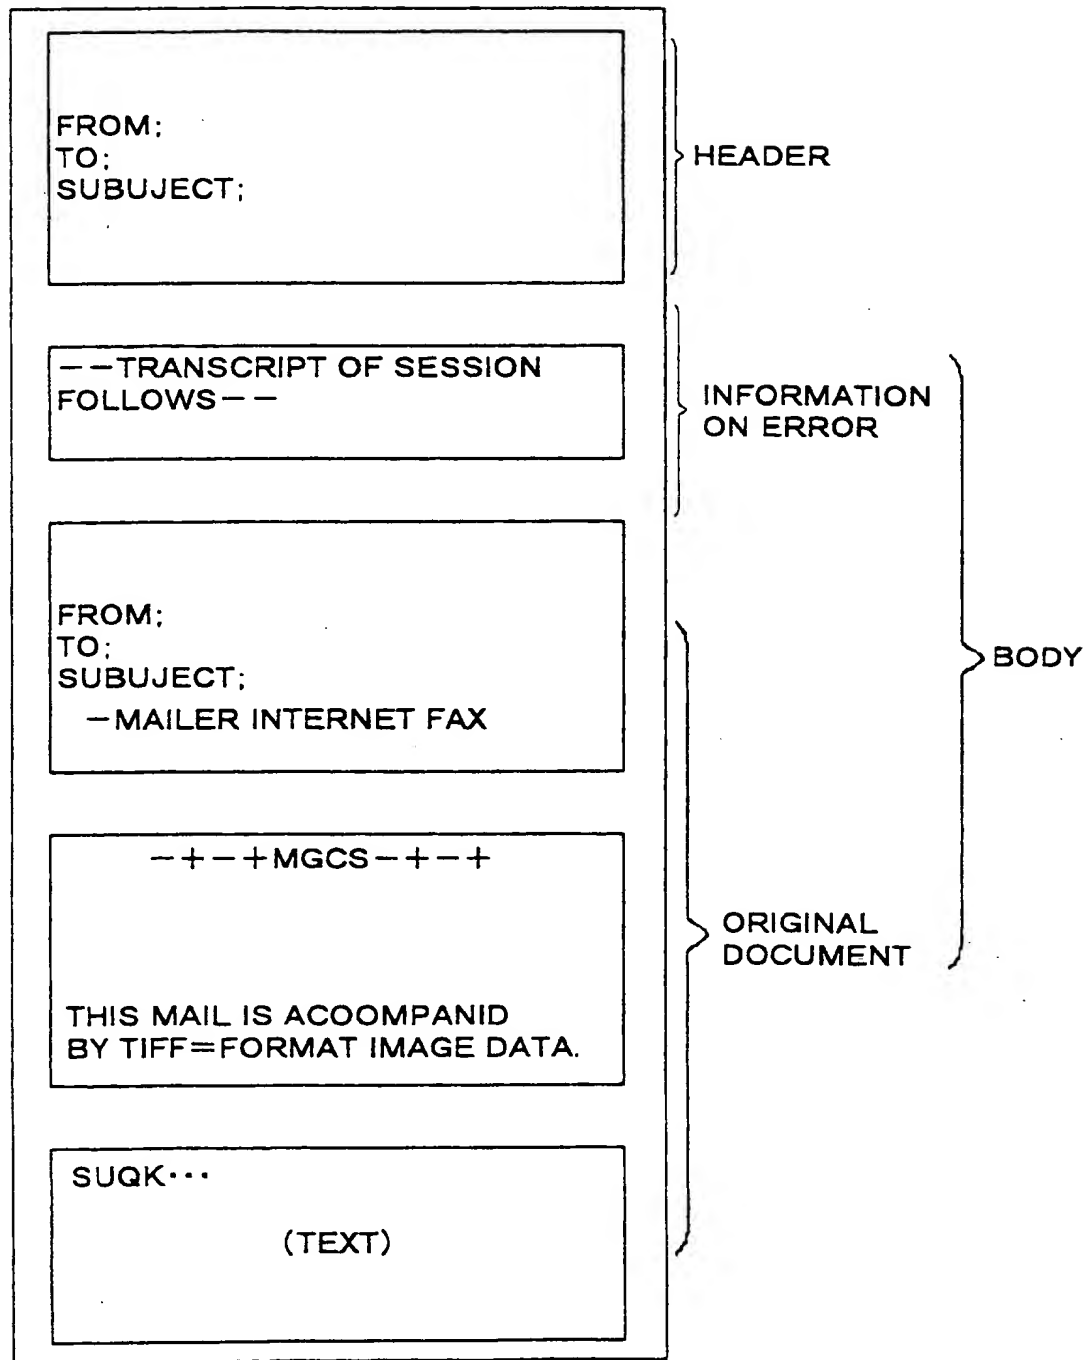 FROM;
TO;
SUBUJECT;
HEADER
——TRANSCRIPT OF SESSION
FOLLOWS——
INFORMATION
ON ERROR
FROM;
TO;
SUBUJECT;
—MAILER INTERNET FAX
BODY
—+—+MGCS—+—+
THIS MAIL IS ACOOMPANID
BY TIFF=FORMAT IMAGE DATA.
ORIGINAL
DOCUMENT
SUQK···
(TEXT)